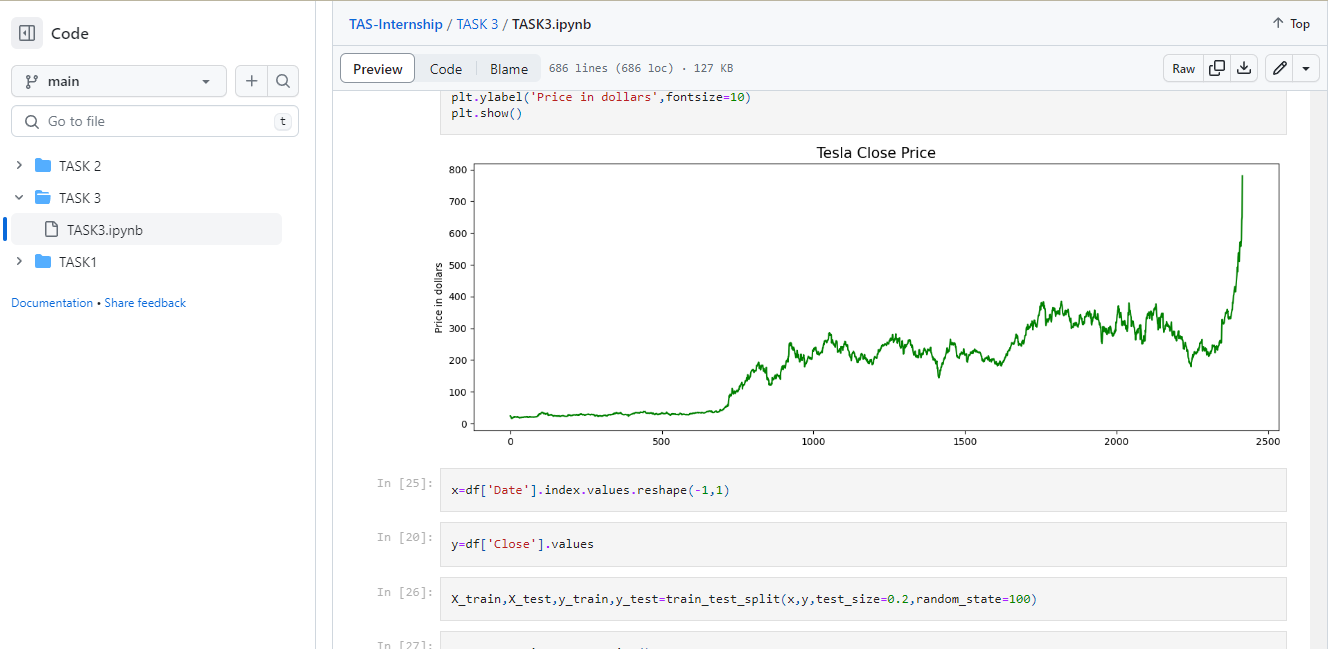 Code
main
Go to file
t
TASK 2
TASK 3
TASK3.ipynb
TASK1
Documentation • Share feedback
TAS-Internship / TASK 3 / TASK3.ipynb
Top
Preview
Code
Blame
686 lines (686 loc) · 127 KB
Raw
plt.ylabel('Price in dollars',fontsize=10)
plt.show()
Tesla Close Price
Price in dollars
800
700
600
500
400
300
200
100
0
0 500 1000 1500 2000 2500
In [25]:
x=df['Date'].index.values.reshape(-1,1)
In [20]:
y=df['Close'].values
In [26]:
X_train,X_test,y_train,y_test=train_test_split(x,y,test_size=0.2,random_state=100)
In [27]: